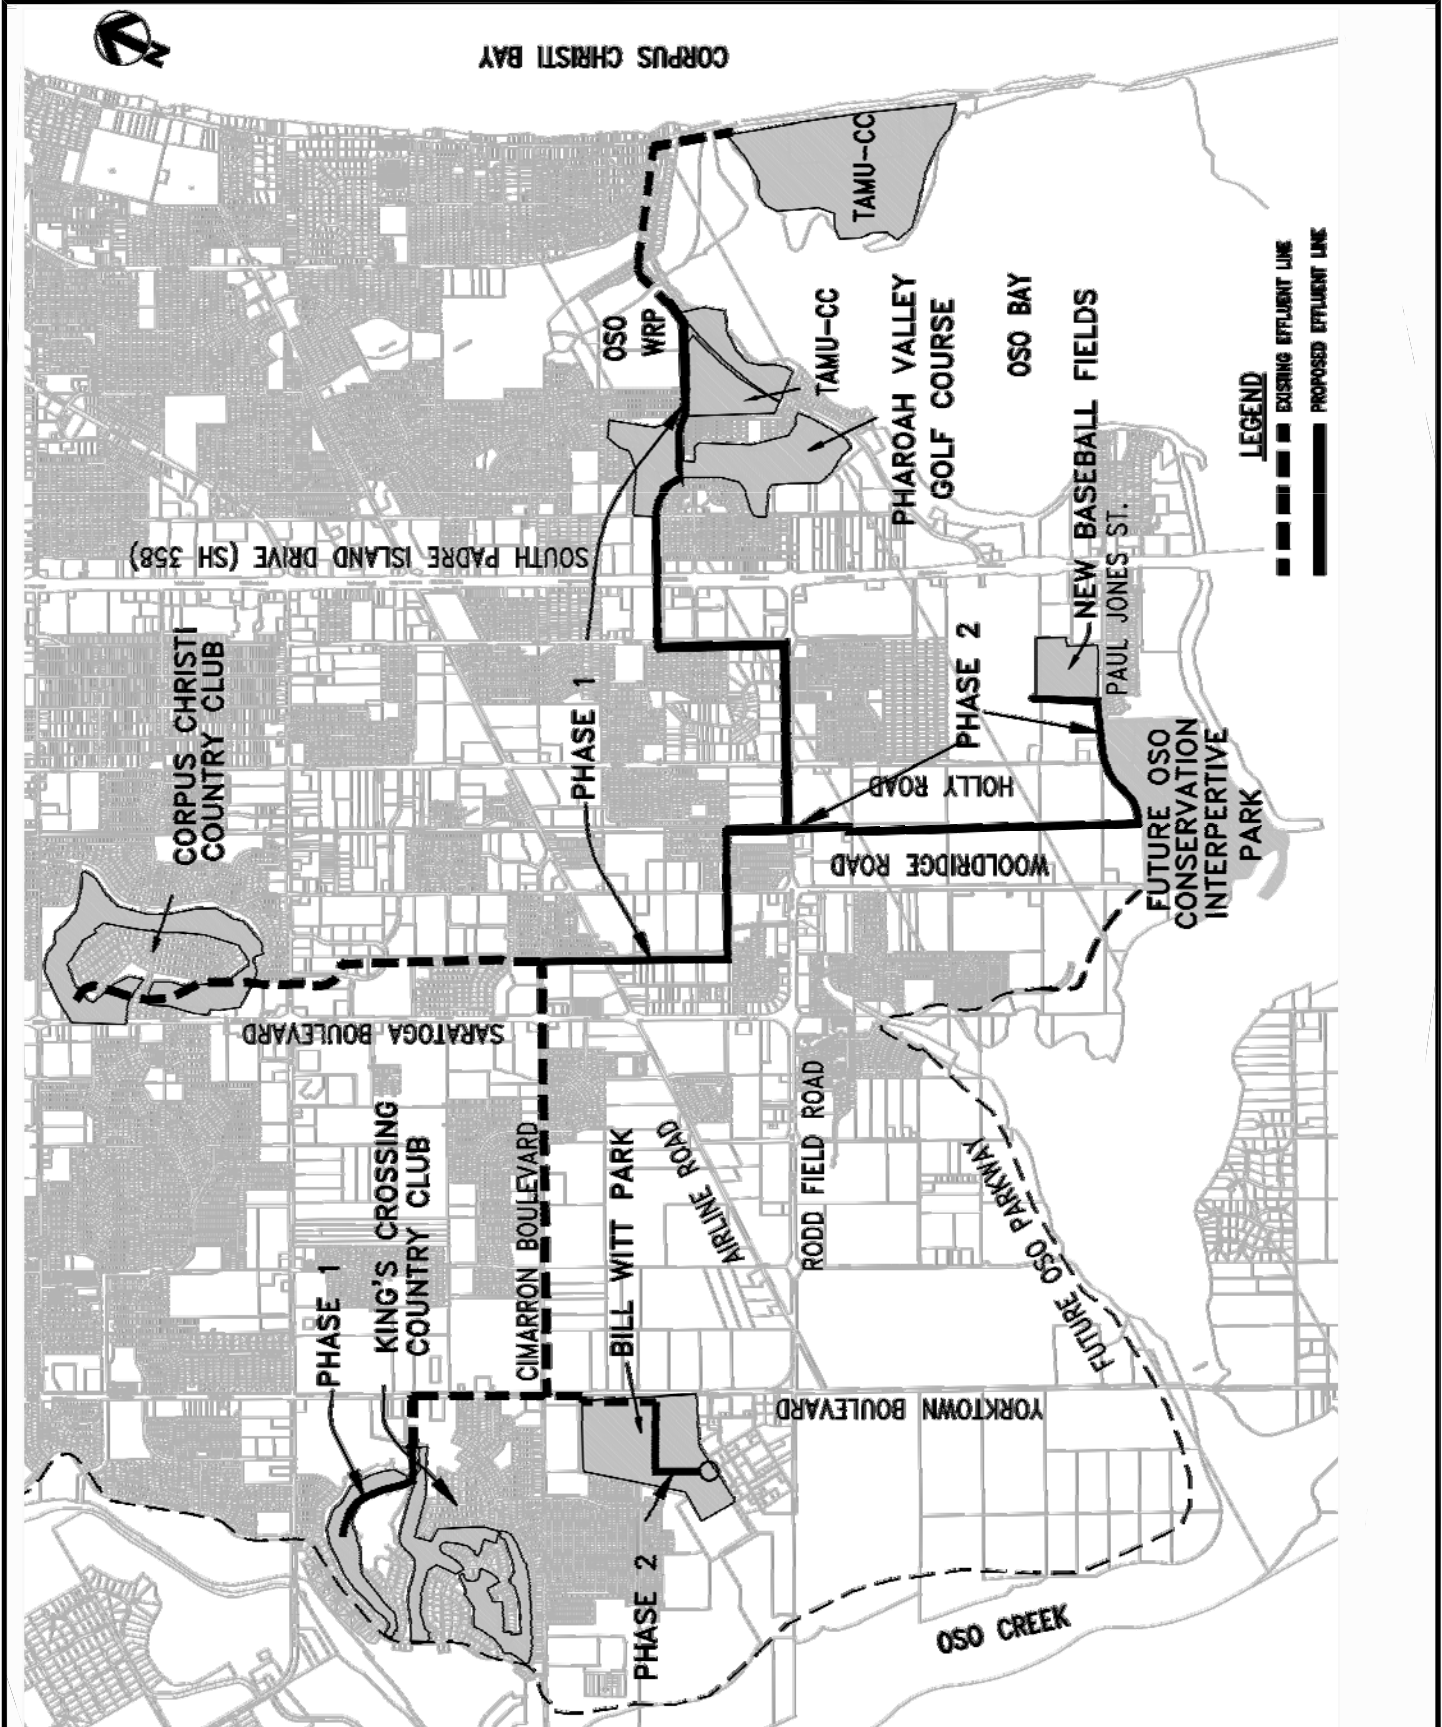 N
CORPUS CHRISTI BAY
TAMU-CC
OSO
WRP
TAMU-CC
PHAROAH VALLEY
GOLF COURSE
OSO BAY
NEW BASEBALL FIELDS
PAUL JONES ST.
LEGEND
EXISTING EFFLUENT LINE
PROPOSED EFFLUENT LINE
SOUTH PADRE ISLAND DRIVE (SH 358)
CORPUS CHRISTI
COUNTRY CLUB
PHASE 1
PHASE 2
HOLLY ROAD
WOOLDRIDGE ROAD
FUTURE OSO
CONSERVATION
INTERPERTIVE
PARK
SARATOGA BOULEVARD
PHASE 1
KING'S CROSSING
COUNTRY CLUB
CIMARRON BOULEVARD
BILL WITT PARK
AIRLINE ROAD
RODD FIELD ROAD
FUTURE OSO PARKWAY
YORKTOWN BOULEVARD
PHASE 2
OSO CREEK